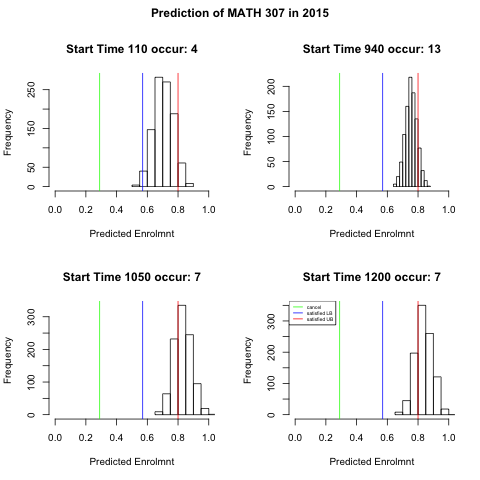 Prediction of MATH 307 in 2015
Start Time 110 occur: 4
Frequency
0 50 150 250
0.0 0.2 0.4 0.6 0.8 1.0
Predicted Enrolmnt
Start Time 940 occur: 13
Frequency
0 50 100 150 200
0.0 0.2 0.4 0.6 0.8 1.0
Predicted Enrolmnt
Start Time 1050 occur: 7
Frequency
0 100 200 300
0.0 0.2 0.4 0.6 0.8 1.0
Predicted Enrolmnt
Start Time 1200 occur: 7
cancel
satisfied LB
satisfied UB
Frequency
0 100 200 300
0.0 0.2 0.4 0.6 0.8 1.0
Predicted Enrolmnt